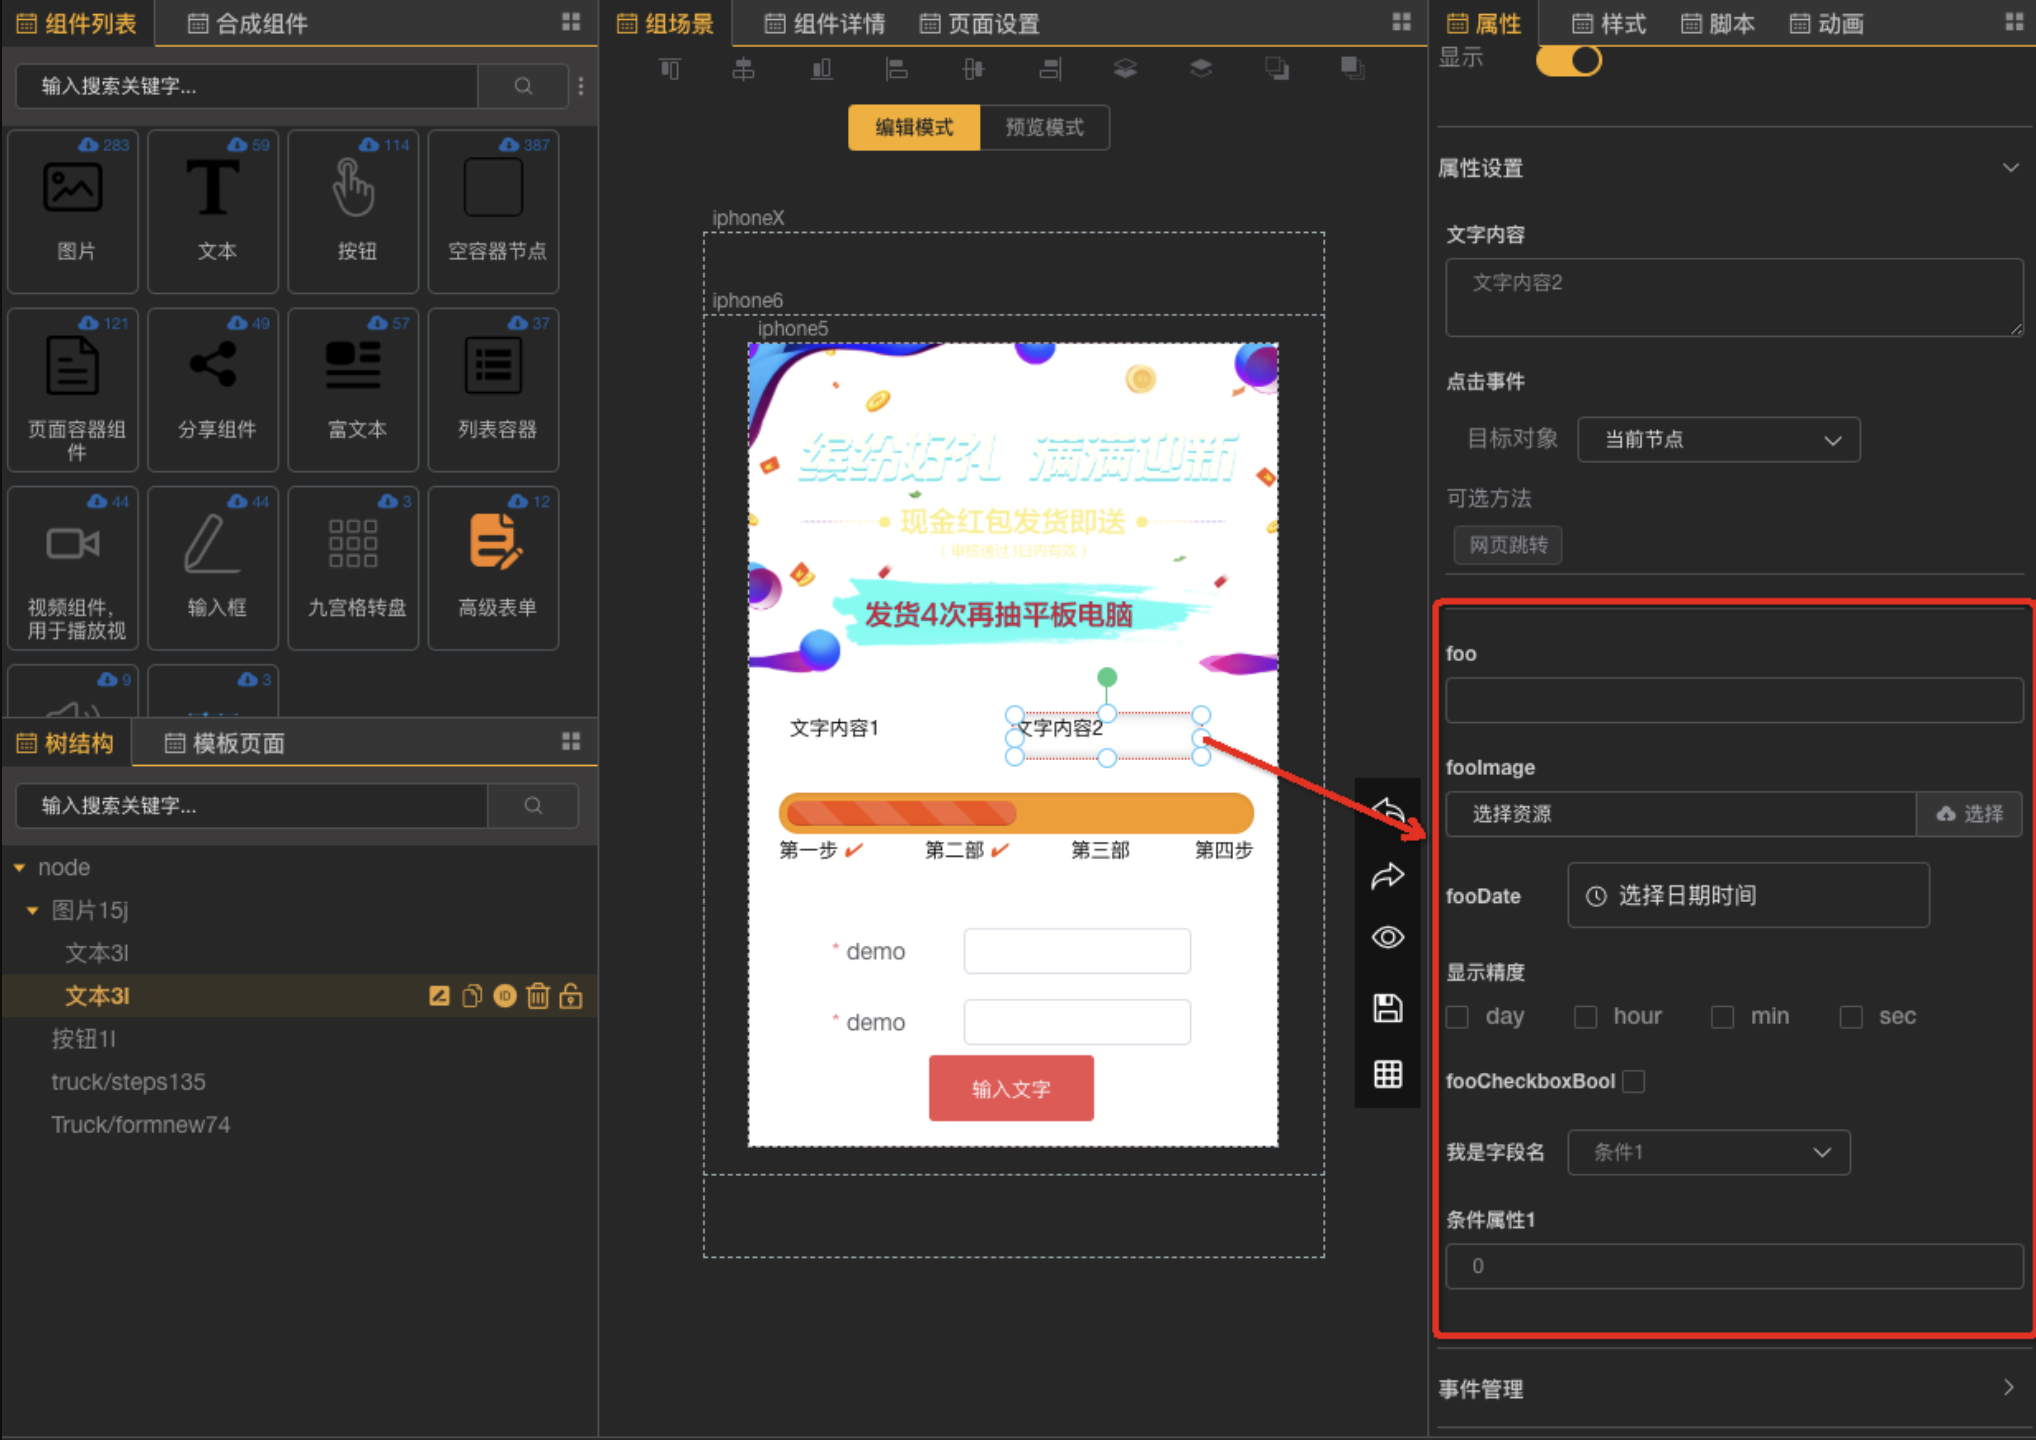 组件列表
合成组件
输入搜索关键字...
283
59
114
387
图片
文本
按钮
空容器节点
121
49
57
37
页面容器组
件
分享组件
富文本
列表容器
44
44
3
12
视频组件，
用于播放视
输入框
九宫格转盘
高级表单
9
3
树结构
模板页面
输入搜索关键字...
node
图片15j
文本3l
文本3l
ID
按钮1l
truck/steps135
Truck/formnew74
组场景
组件详情
页面设置
编辑模式
预览模式
iphoneX
iphone6
iphone5
缤纷好礼 满满迎新
现金红包发货即送
（审核通过3日内有效）
发货4次再抽平板电脑
文字内容1
文字内容2
第一步
第二部
第三部
第四步
* demo
* demo
输入文字
属性
样式
脚本
动画
显示
属性设置
文字内容
文字内容2
点击事件
目标对象
当前节点
可选方法
网页跳转
foo
fooImage
选择资源
选择
fooDate
选择日期时间
显示精度
day
hour
min
sec
fooCheckboxBool
我是字段名
条件1
条件属性1
0
事件管理